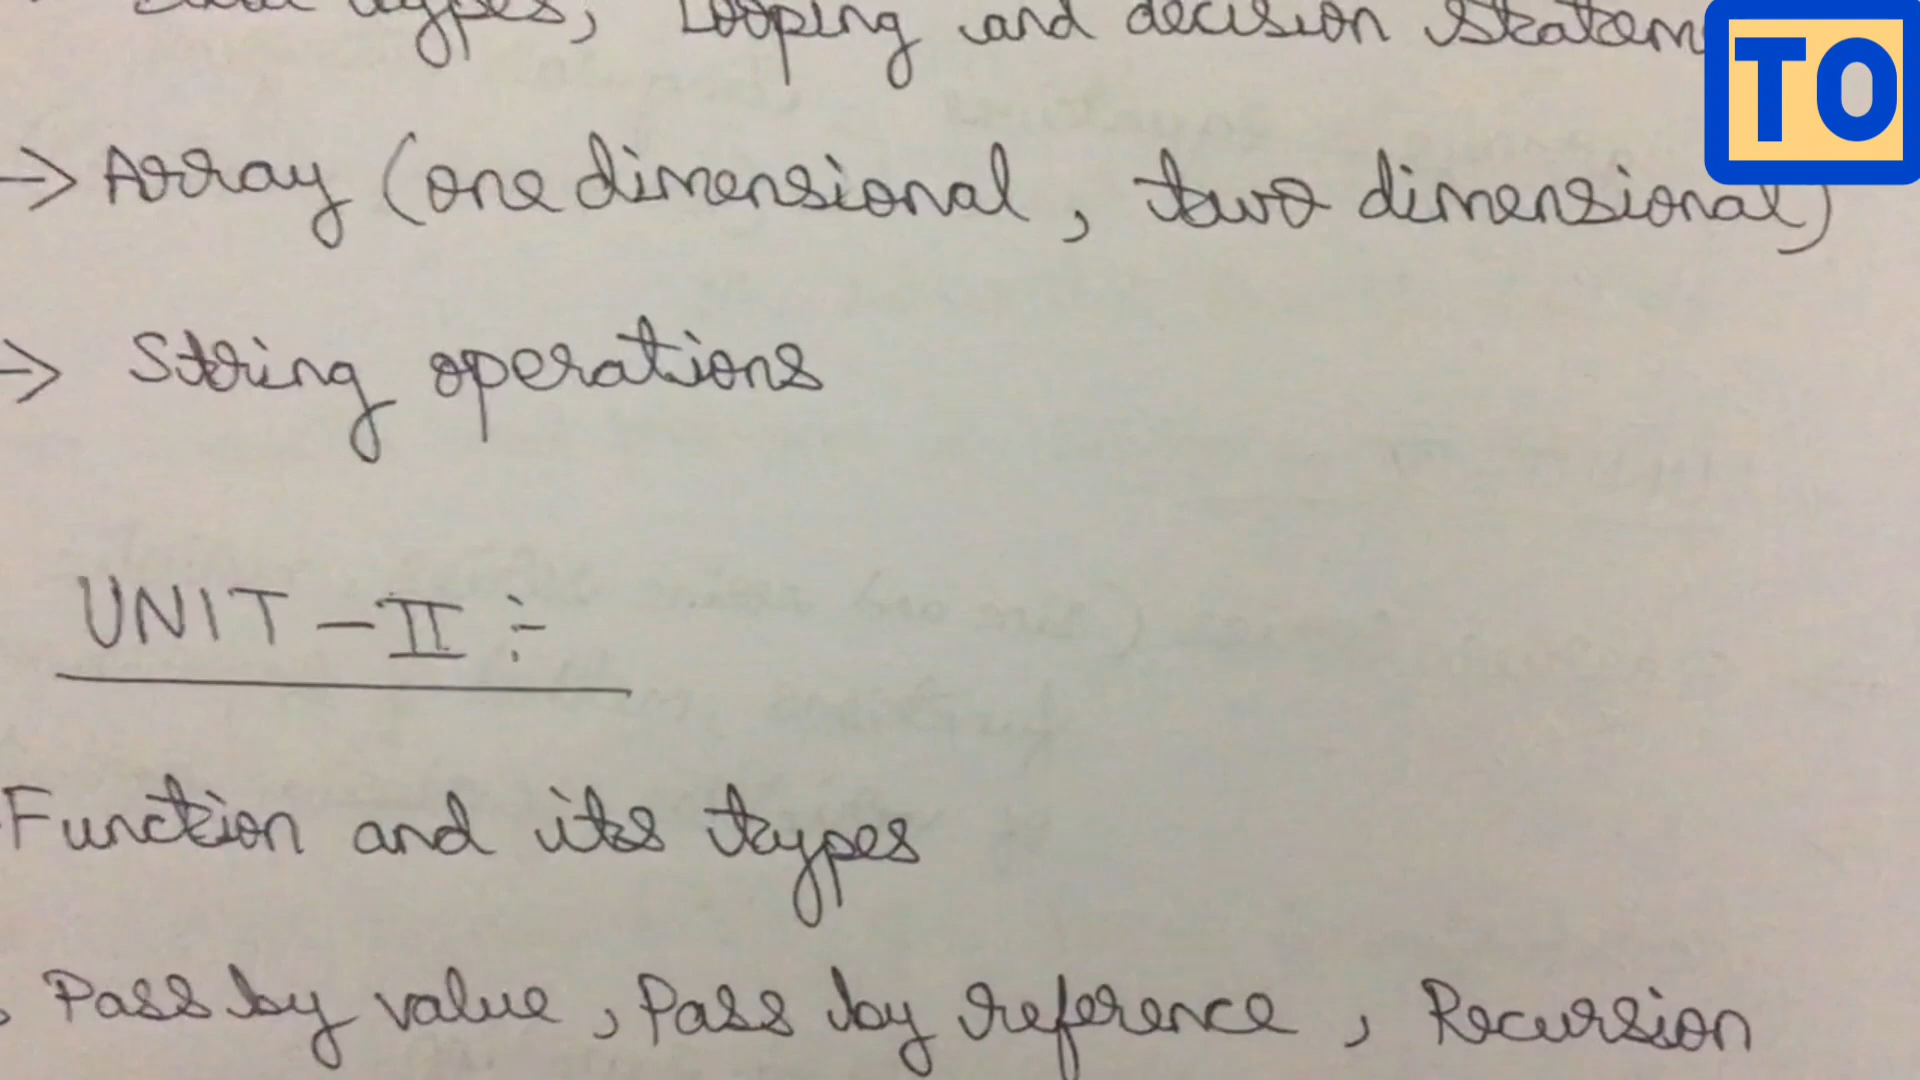 types, Looping and decision
TO
→ Array (one dimensional, two dimensional)
→ String operations
UNIT - II :-
Function and its types
Pass by value, Pass by reference, Recursion